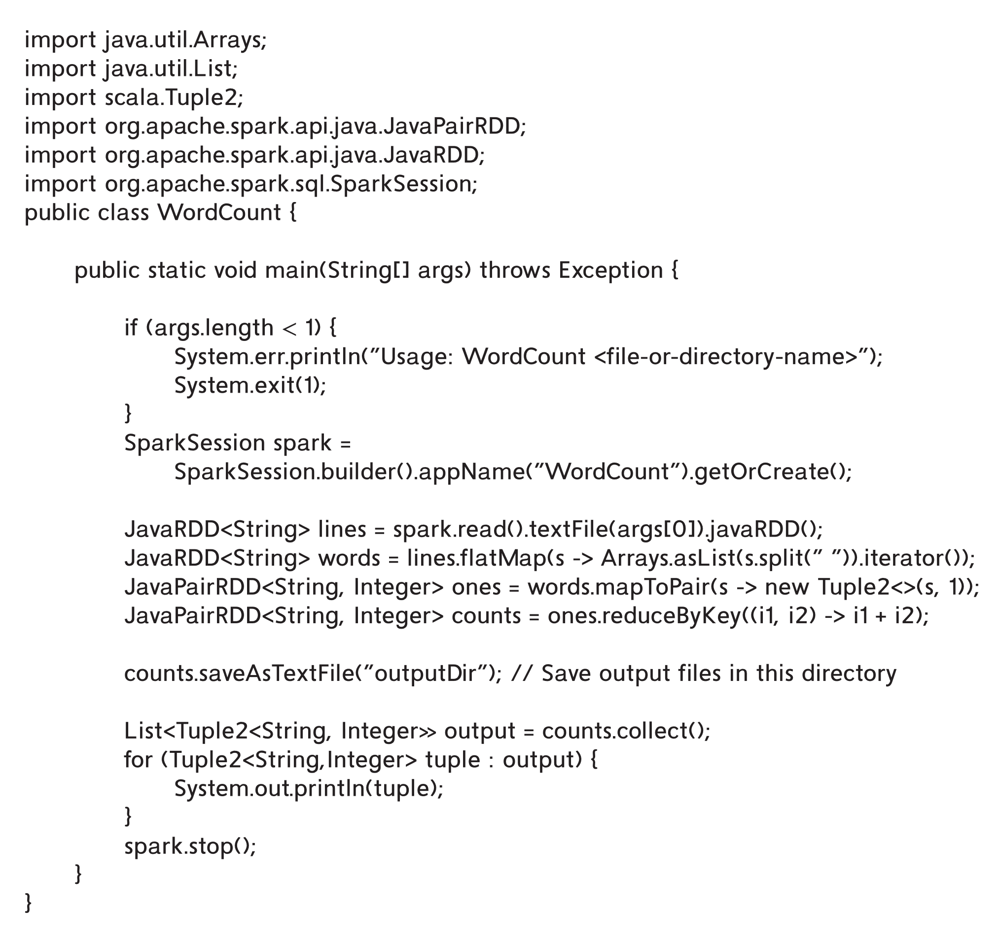 import java.util.Arrays;
import java.util.List;
import scala.Tuple2;
import org.apache.spark.api.java.JavaPairRDD;
import org.apache.spark.api.java.JavaRDD;
import org.apache.spark.sql.SparkSession;
public class WordCount {
public static void main(String[] args) throws Exception {
if (args.length < 1) {
System.err.println("Usage: WordCount <file-or-directory-name>");
System.exit(1);
}
SparkSession spark =
SparkSession.builder().appName("WordCount").getOrCreate();
JavaRDD<String> lines = spark.read().textFile(args[0]).javaRDD();
JavaRDD<String> words = lines.flatMap(s -> Arrays.asList(s.split(" ")).iterator());
JavaPairRDD<String, Integer> ones = words.mapToPair(s -> new Tuple2<>(s, 1));
JavaPairRDD<String, Integer> counts = ones.reduceByKey((i1, i2) -> i1 + i2);
counts.saveAsTextFile("outputDir"); // Save output files in this directory
List<Tuple2<String, Integer>> output = counts.collect();
for (Tuple2<String,Integer> tuple : output) {
System.out.println(tuple);
}
spark.stop();
}
}